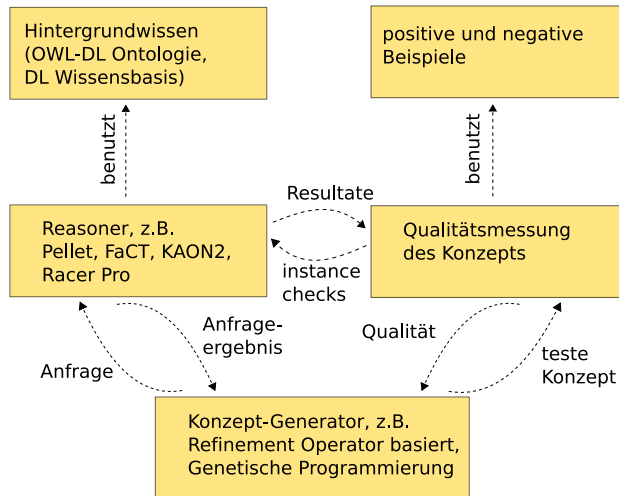 Hintergrundwissen
(OWL-DL Ontologie,
DL Wissensbasis)
positive und negative
Beispiele
benutzt
benutzt
Resultate
Reasoner, z.B.
Pellet, FaCT, KAON2,
Racer Pro
Qualitätsmessung
des Konzepts
instance
checks
Anfrage-
ergebnis
Qualität
Anfrage
teste
Konzept
Konzept-Generator, z.B.
Refinement Operator basiert,
Genetische Programmierung